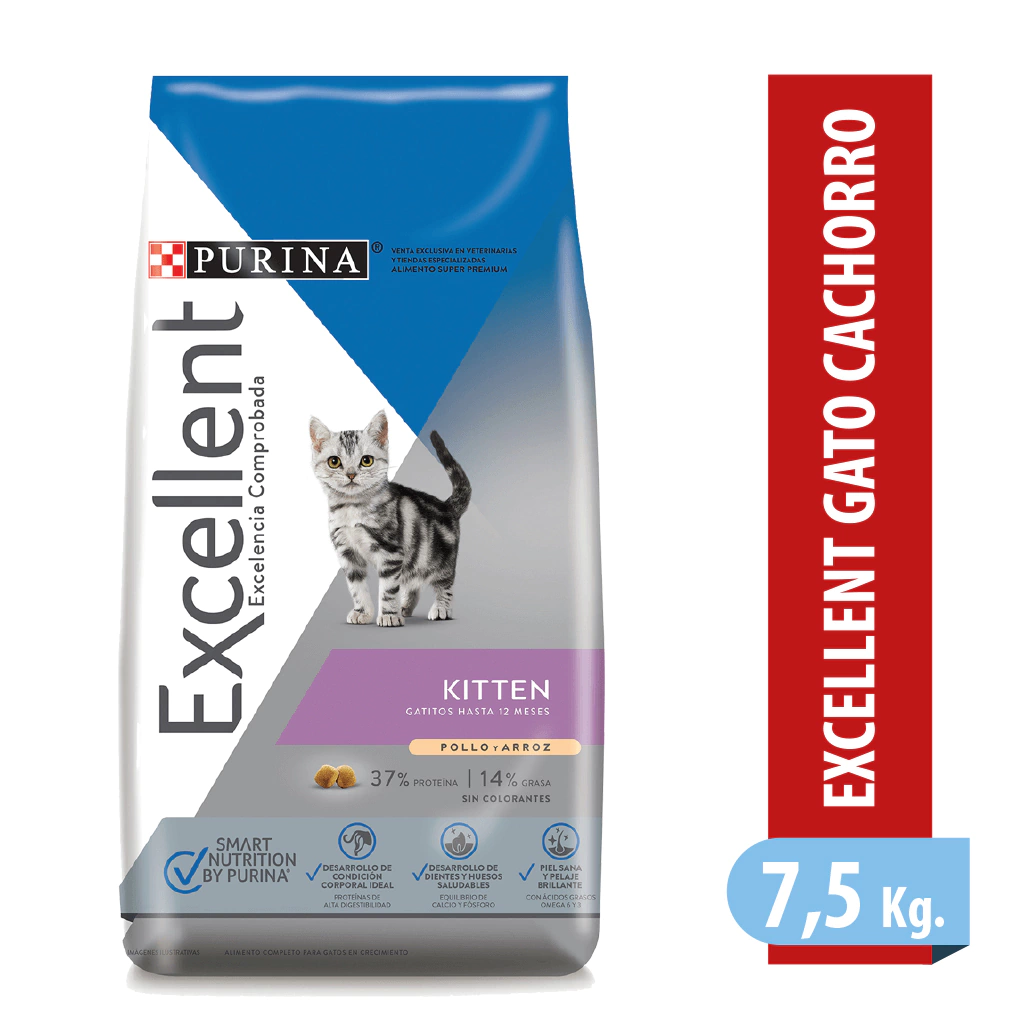 PURINA®
VENTA EXCLUSIVA EN VETERINARIAS
Y TIENDAS ESPECIALIZADAS
ALIMENTO SUPER PREMIUM
Excellent
Excelencia Comprobada
KITTEN
GATITOS HASTA 12 MESES
POLLO Y ARROZ
37% PROTEÍNA | 14% GRASA
SIN COLORANTES
SMART
NUTRITION
BY PURINA®
DESARROLLO DE
CONDICIÓN
CORPORAL IDEAL
PROTEÍNAS DE
ALTA DIGESTIBILIDAD
DESARROLLO DE
DIENTES Y HUESOS
SALUDABLES
EQUILIBRIO DE
CALCIO Y FÓSFORO
PIEL SANA
Y PELAJE
BRILLANTE
CON ÁCIDOS GRASOS
OMEGA 6 Y 3
IMÁGENES ILUSTRATIVAS
ALIMENTO COMPLETO PARA GATOS EN CRECIMIENTO
EXCELLENT GATO CACHORRO
7,5 Kg.